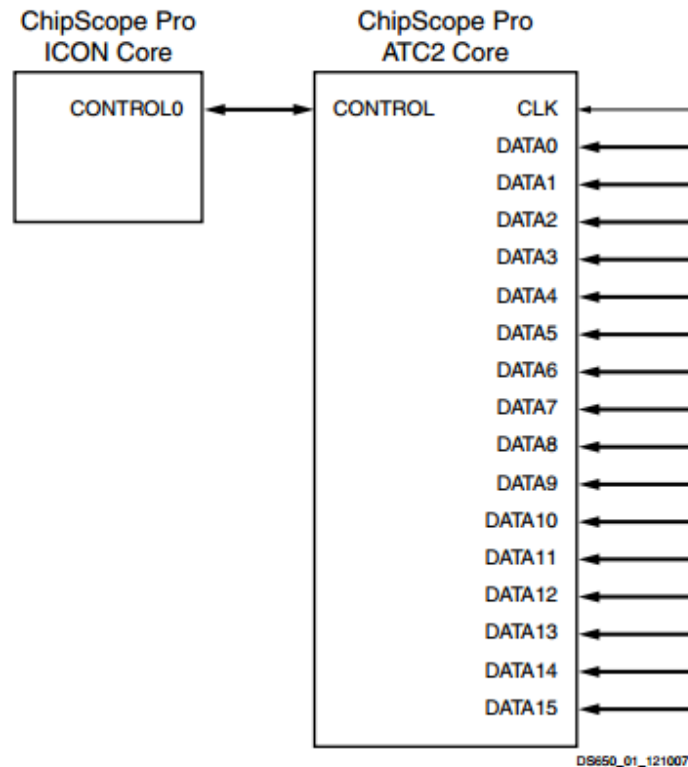 ChipScope Pro
ICON Core
ChipScope Pro
ATC2 Core
CONTROL0
CONTROL
CLK
DATA0
DATA1
DATA2
DATA3
DATA4
DATA5
DATA6
DATA7
DATA8
DATA9
DATA10
DATA11
DATA12
DATA13
DATA14
DATA15
DS650_01_121007